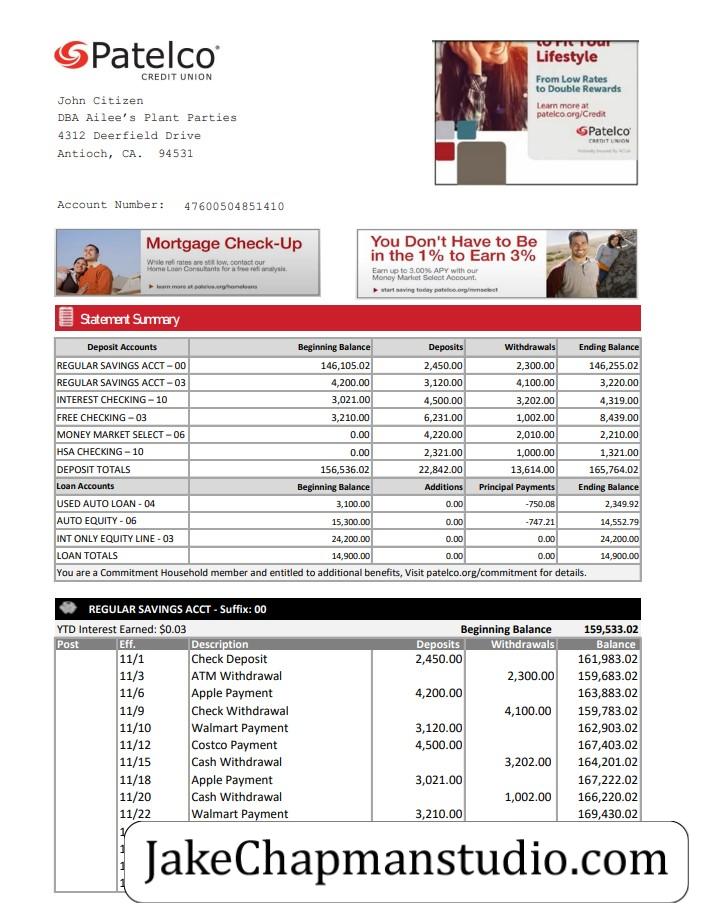 Patelco®
CREDIT UNION
John Citizen
DBA Ailee's Plant Parties
4312 Deerfield Drive
Antioch, CA. 94531
to Fit Your
Lifestyle
From Low Rates
to Double Rewards
Learn more at
patelco.org/Credit
Patelco
CREDIT UNION
Account Number: 47600504851410
Mortgage Check-Up
While refi rates are still low, contact our
Home Loan Consultants for a free refi analysis.
▶ learn more at patelco.org/homeloans
You Don't Have to Be
in the 1% to Earn 3%
Earn up to 3.00% APY with our
Money Market Select Account.
▶ start saving today patelco.org/mmselect
Statement Summary
Deposit Accounts Beginning Balance Deposits Withdrawals Ending Balance
REGULAR SAVINGS ACCT – 00 146,105.02 2,450.00 2,300.00 146,255.02
REGULAR SAVINGS ACCT – 03 4,200.00 3,120.00 4,100.00 3,220.00
INTEREST CHECKING – 10 3,021.00 4,500.00 3,202.00 4,319.00
FREE CHECKING – 03 3,210.00 6,231.00 1,002.00 8,439.00
MONEY MARKET SELECT – 06 0.00 4,220.00 2,010.00 2,210.00
HSA CHECKING – 10 0.00 2,321.00 1,000.00 1,321.00
DEPOSIT TOTALS 156,536.02 22,842.00 13,614.00 165,764.02
Loan Accounts Beginning Balance Additions Principal Payments Ending Balance
USED AUTO LOAN - 04 3,100.00 0.00 -750.08 2,349.92
AUTO EQUITY - 06 15,300.00 0.00 -747.21 14,552.79
INT ONLY EQUITY LINE - 03 24,200.00 0.00 0.00 24,200.00
LOAN TOTALS 14,900.00 0.00 0.00 14,900.00
You are a Commitment Household member and entitled to additional benefits, Visit patelco.org/commitment for details.
REGULAR SAVINGS ACCT - Suffix: 00
YTD Interest Earned: $0.03 Beginning Balance 159,533.02
Post Eff. Description Deposits Withdrawals Balance
11/1 Check Deposit 2,450.00 161,983.02
11/3 ATM Withdrawal 2,300.00 159,683.02
11/6 Apple Payment 4,200.00 163,883.02
11/9 Check Withdrawal 4,100.00 159,783.02
11/10 Walmart Payment 3,120.00 162,903.02
11/12 Costco Payment 4,500.00 167,403.02
11/15 Cash Withdrawal 3,202.00 164,201.02
11/18 Apple Payment 3,021.00 167,222.02
11/20 Cash Withdrawal 1,002.00 166,220.02
11/22 Walmart Payment 3,210.00 169,430.02
JakeChapmanstudio.com